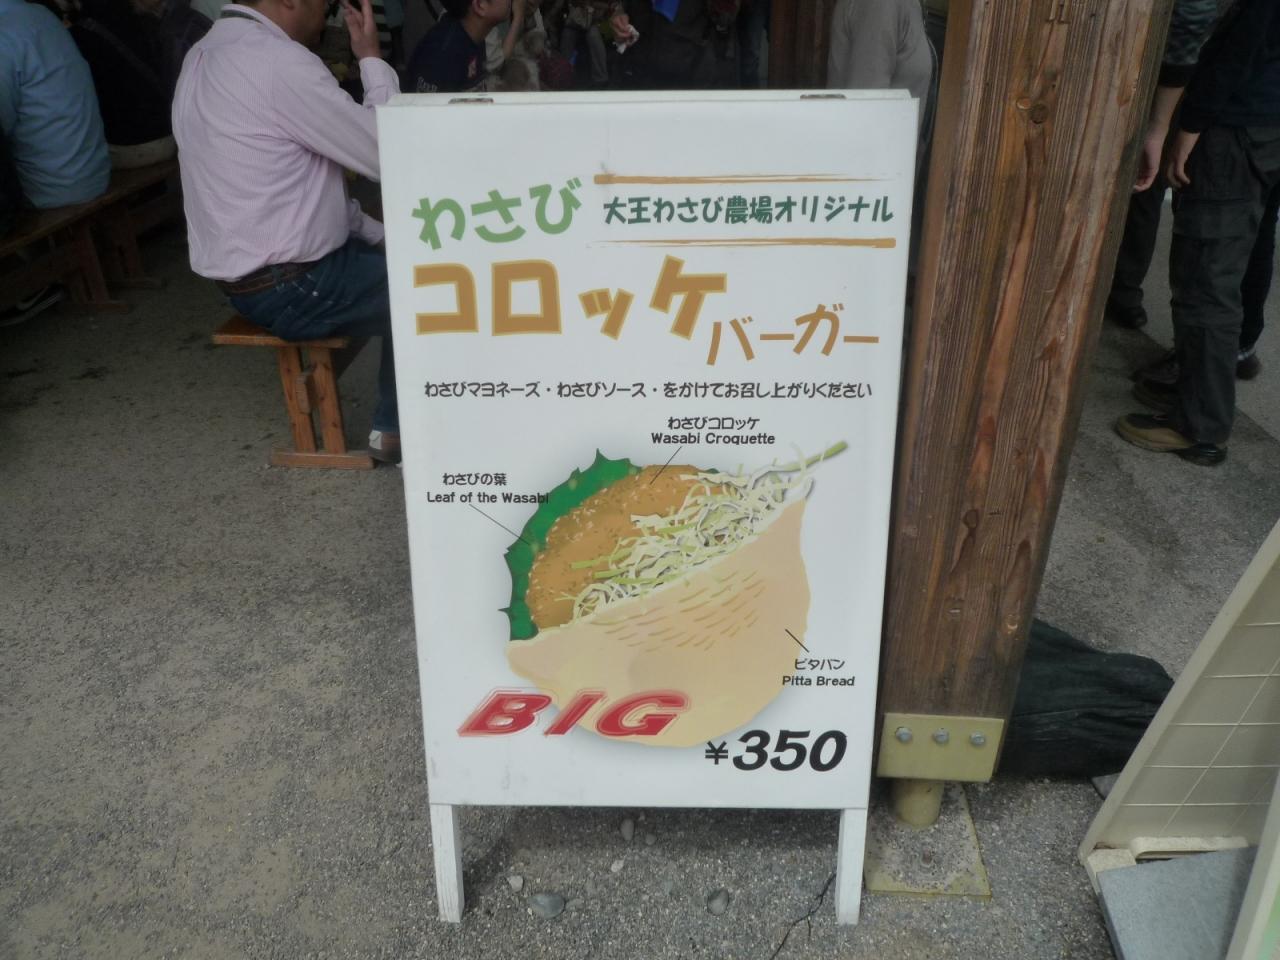 わさび
大王わさび農場オリジナル
コロッケ
バーガー
わさびマヨネーズ・わさびソース・をかけてお召し上がりください
わさびコロッケ
Wasabi Croquette
わさびの葉
Leaf of the Wasabi
ピタパン
Pitta Bread
BIG
¥350